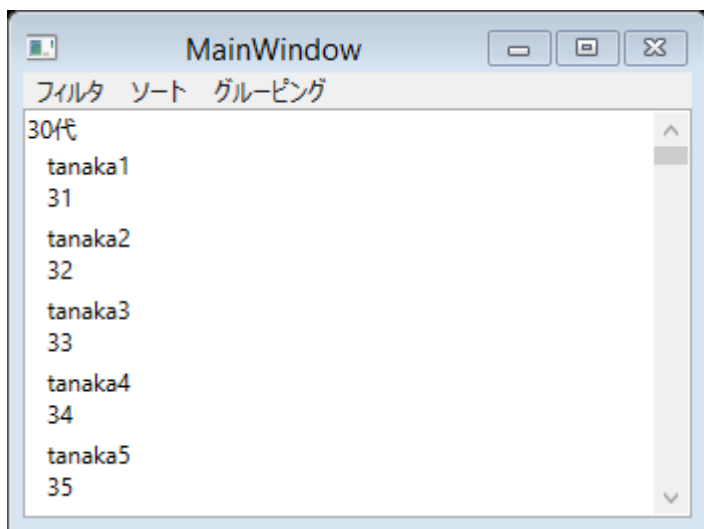 MainWindow
フィルタ ソート グルーピング
30代
tanaka1
31
tanaka2
32
tanaka3
33
tanaka4
34
tanaka5
35